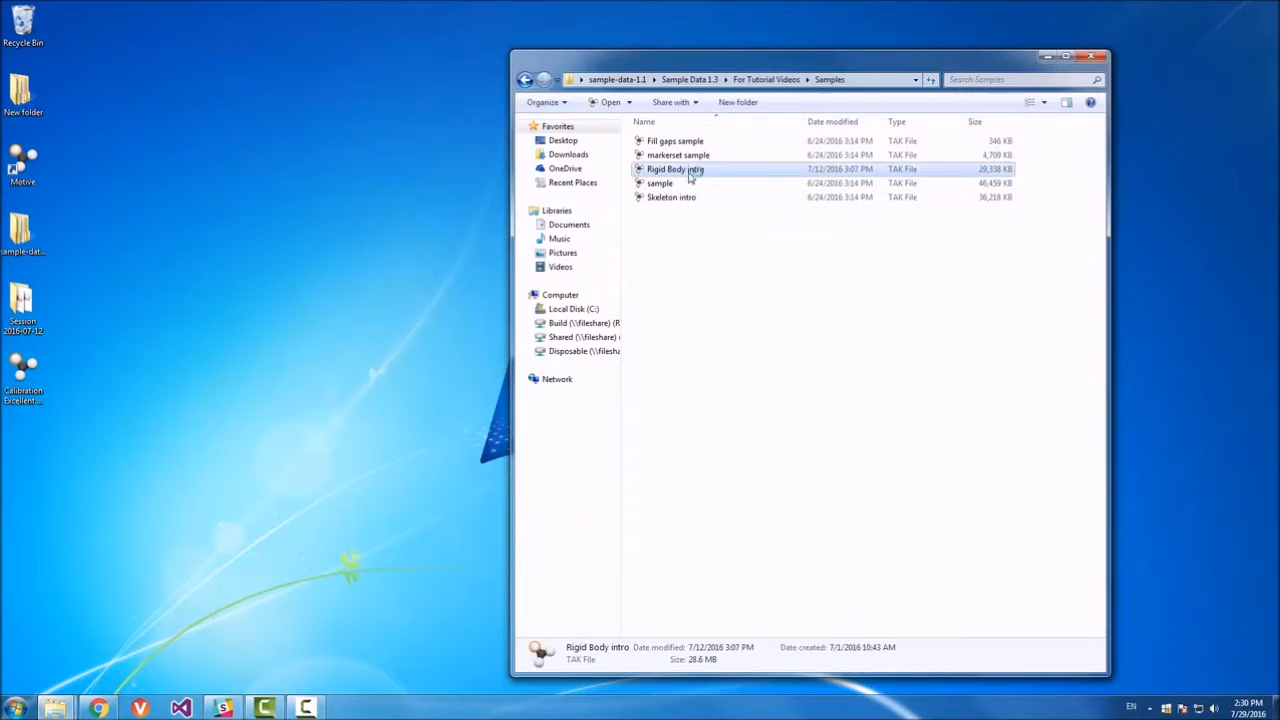 Recycle Bin
New folder
Motive
sample-dat...
Session
2016-07-12
Calibration
Excellent ...
sample-data-1.1 Sample Data 1.3 For Tutorial Videos Samples Search Samples
Organize Open Share with New folder
Favorites
Desktop
Downloads
OneDrive
Recent Places
Libraries
Documents
Music
Pictures
Videos
Computer
Local Disk (C:)
Build (\\fileshare) (R
Shared (\\fileshare) (
Disposable (\\filesha
Network
Name Date modified Type Size
Fill gaps sample 6/24/2016 3:14 PM TAK File 346 KB
markerset sample 6/24/2016 3:14 PM TAK File 4,709 KB
Rigid Body intro 7/12/2016 3:07 PM TAK File 29,338 KB
sample 6/24/2016 3:14 PM TAK File 46,459 KB
Skeleton intro 6/24/2016 3:14 PM TAK File 36,218 KB
Rigid Body intro Date modified: 7/12/2016 3:07 PM Date created: 7/1/2016 10:43 AM
TAK File Size: 28.6 MB
EN 2:30 PM
7/29/2016